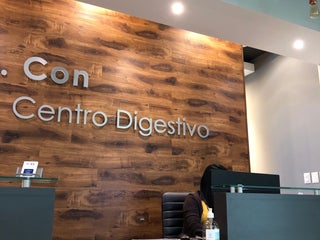 . Con
Centro Digestivo